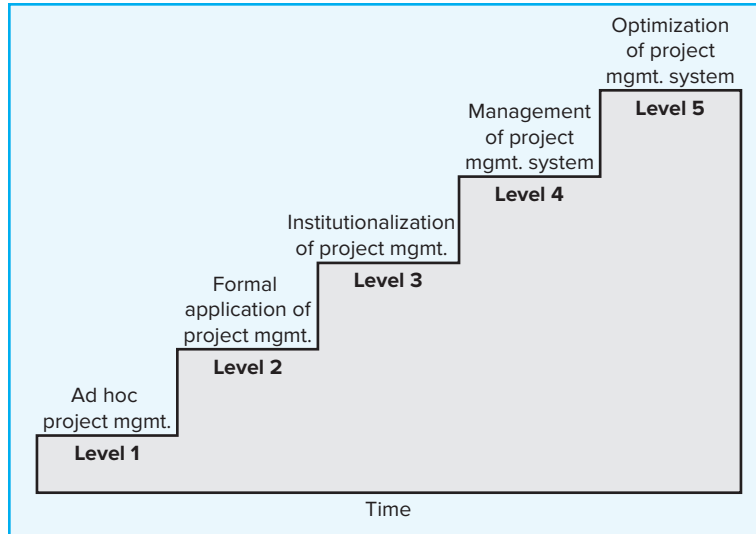 Optimization
of project
mgmt. system
Level 5
Management
of project
mgmt. system
Level 4
Institutionalization
of project mgmt.
Level 3
Formal
application of
project mgmt.
Level 2
Ad hoc
project mgmt.
Level 1
Time